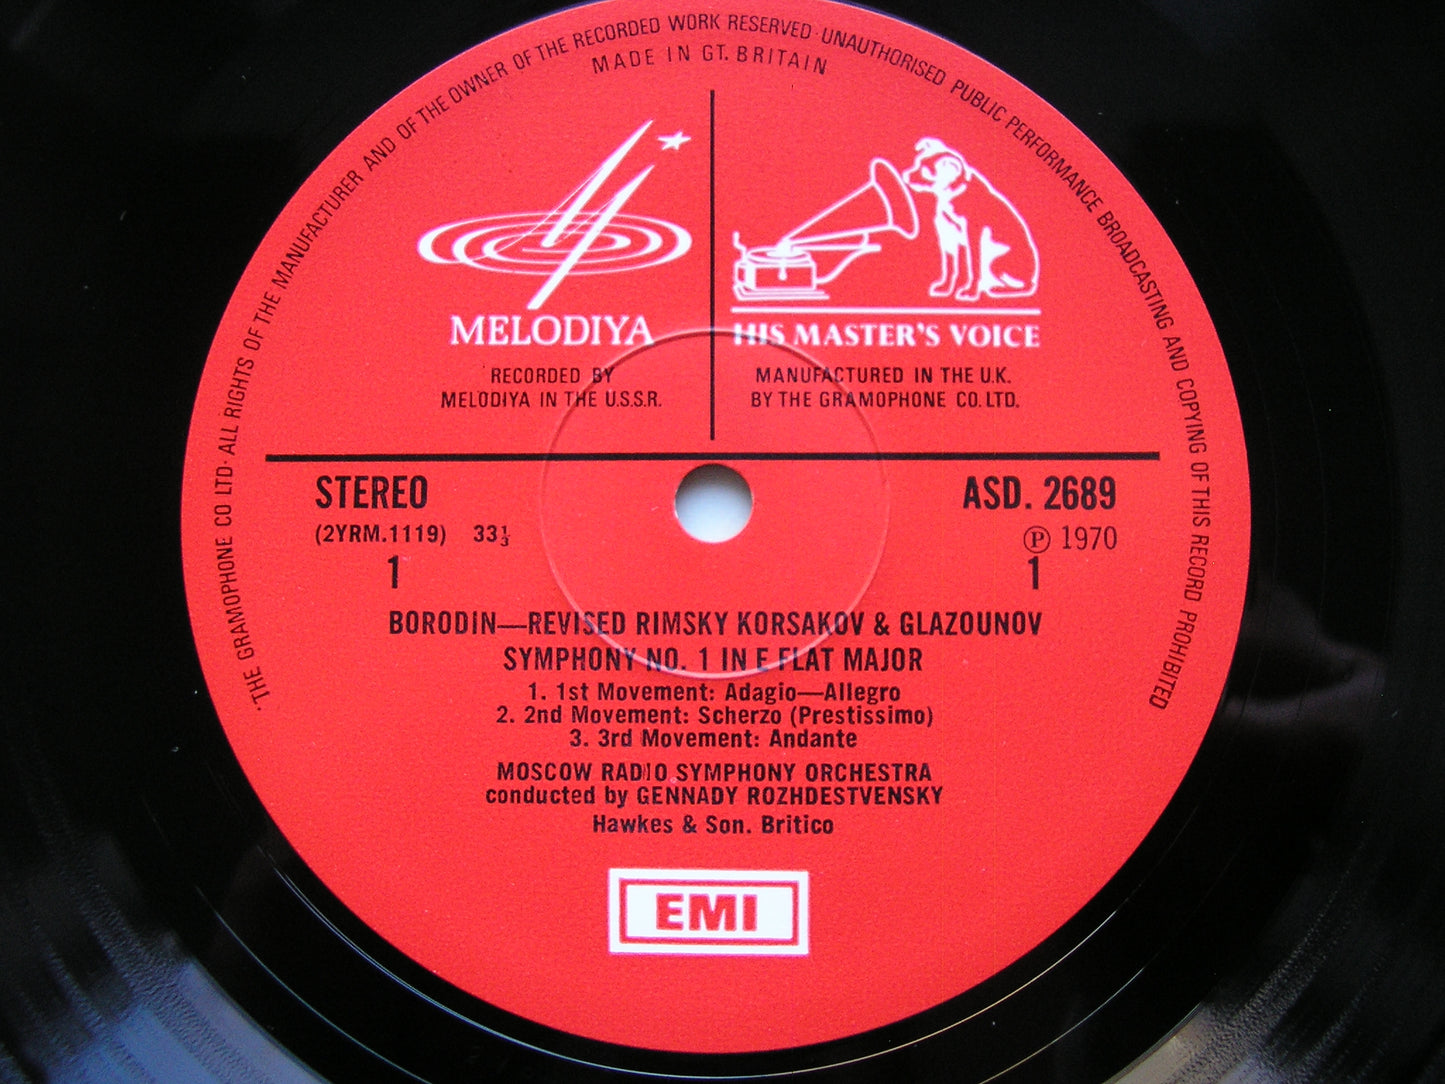 ·THE GRAMOPHONE CO LTD· ALL RIGHTS OF THE MANUFACTURER AND OF THE OWNER OF THE RECORDED WORK RESERVED·UNAUTHORISED PUBLIC PERFORMANCE BROADCASTING AND COPYING OF THIS RECORD PROHIBITED
MADE IN GT. BRITAIN
MELODIYA
RECORDED BY
MELODIYA IN THE U.S.S.R.
HIS MASTER'S VOICE
MANUFACTURED IN THE U.K.
BY THE GRAMOPHONE CO. LTD.
STEREO
(2YRM.1119) 33⅓
1
ASD. 2689
Ⓟ 1970
1
BORODIN—REVISED RIMSKY KORSAKOV & GLAZOUNOV
SYMPHONY NO. 1 IN E FLAT MAJOR
1. 1st Movement: Adagio—Allegro
2. 2nd Movement: Scherzo (Prestissimo)
3. 3rd Movement: Andante
MOSCOW RADIO SYMPHONY ORCHESTRA
conducted by GENNADY ROZHDESTVENSKY
Hawkes & Son. Britico
EMI